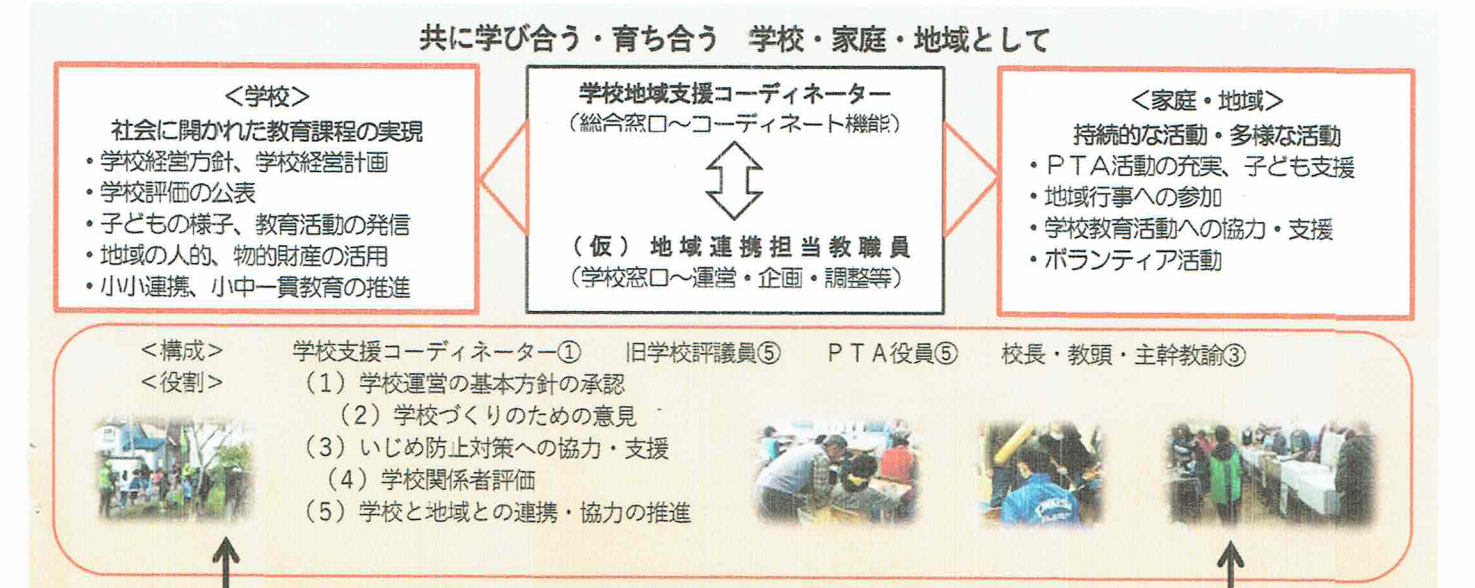 共に学び合う・育ち合う　学校・家庭・地域として
＜学校＞
社会に開かれた教育課程の実現
・学校経営方針、学校経営計画
・学校評価の公表
・子どもの様子、教育活動の発信
・地域の人的、物的財産の活用
・小小連携、小中一貫教育の推進
学校地域支援コーディネーター
（総合窓口～コーディネート機能）
（仮）地域連携担当教職員
（学校窓口～運営・企画・調整等）
＜家庭・地域＞
持続的な活動・多様な活動
・ＰＴＡ活動の充実、子ども支援
・地域行事への参加
・学校教育活動への協力・支援
・ボランティア活動
＜構成＞　学校支援コーディネーター①　旧学校評議員⑤　ＰＴＡ役員⑤　校長・教頭・主幹教諭③
＜役割＞　（1）学校運営の基本方針の承認
（2）学校づくりのための意見
（3）いじめ防止対策への協力・支援
（4）学校関係者評価
（5）学校と地域との連携・協力の推進